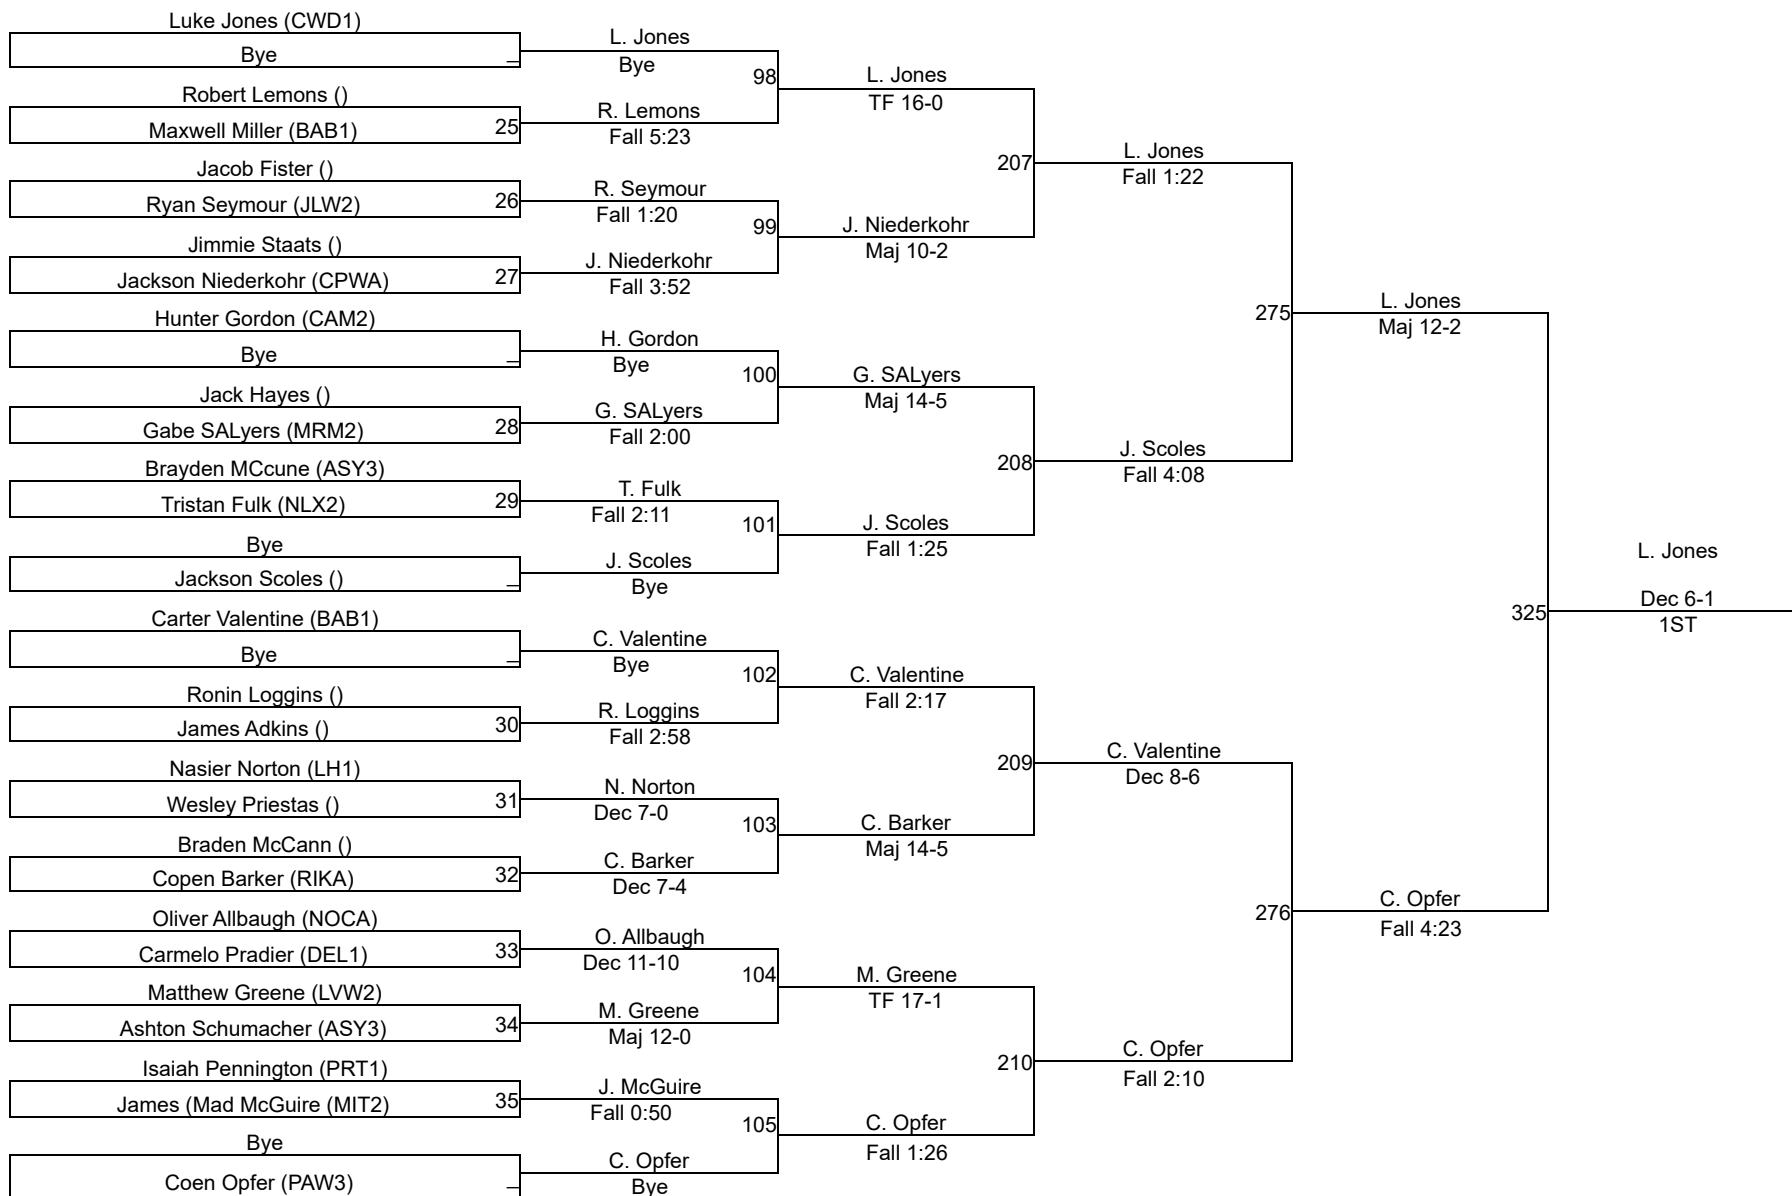 Luke Jones (CWD1)
Bye
_
Robert Lemons ()
Maxwell Miller (BAB1)
25
Jacob Fister ()
Ryan Seymour (JLW2)
26
Jimmie Staats ()
Jackson Niederkohr (CPWA)
27
Hunter Gordon (CAM2)
Bye
_
Jack Hayes ()
Gabe SALyers (MRM2)
28
Brayden MCcune (ASY3)
Tristan Fulk (NLX2)
29
Bye
Jackson Scoles ()
_
Carter Valentine (BAB1)
Bye
_
Ronin Loggins ()
James Adkins ()
30
Nasier Norton (LH1)
Wesley Priestas ()
31
Braden McCann ()
Copen Barker (RIKA)
32
Oliver Allbaugh (NOCA)
Carmelo Pradier (DEL1)
33
Matthew Greene (LVW2)
Ashton Schumacher (ASY3)
34
Isaiah Pennington (PRT1)
James (Mad McGuire (MIT2)
35
Bye
Coen Opfer (PAW3)
_
L. Jones
Bye
98
R. Lemons
Fall 5:23
R. Seymour
Fall 1:20
99
J. Niederkohr
Fall 3:52
H. Gordon
Bye
100
G. SALyers
Fall 2:00
T. Fulk
Fall 2:11
101
J. Scoles
Bye
C. Valentine
Bye
102
R. Loggins
Fall 2:58
N. Norton
Dec 7-0
103
C. Barker
Dec 7-4
O. Allbaugh
Dec 11-10
104
M. Greene
Maj 12-0
J. McGuire
Fall 0:50
105
C. Opfer
Bye
L. Jones
TF 16-0
207
J. Niederkohr
Maj 10-2
G. SALyers
Maj 14-5
208
J. Scoles
Fall 1:25
C. Valentine
Fall 2:17
209
C. Barker
Maj 14-5
M. Greene
TF 17-1
210
C. Opfer
Fall 1:26
L. Jones
Fall 1:22
275
J. Scoles
Fall 4:08
C. Valentine
Dec 8-6
276
C. Opfer
Fall 2:10
L. Jones
Maj 12-2
325
C. Opfer
Fall 4:23
L. Jones
Dec 6-1
1ST